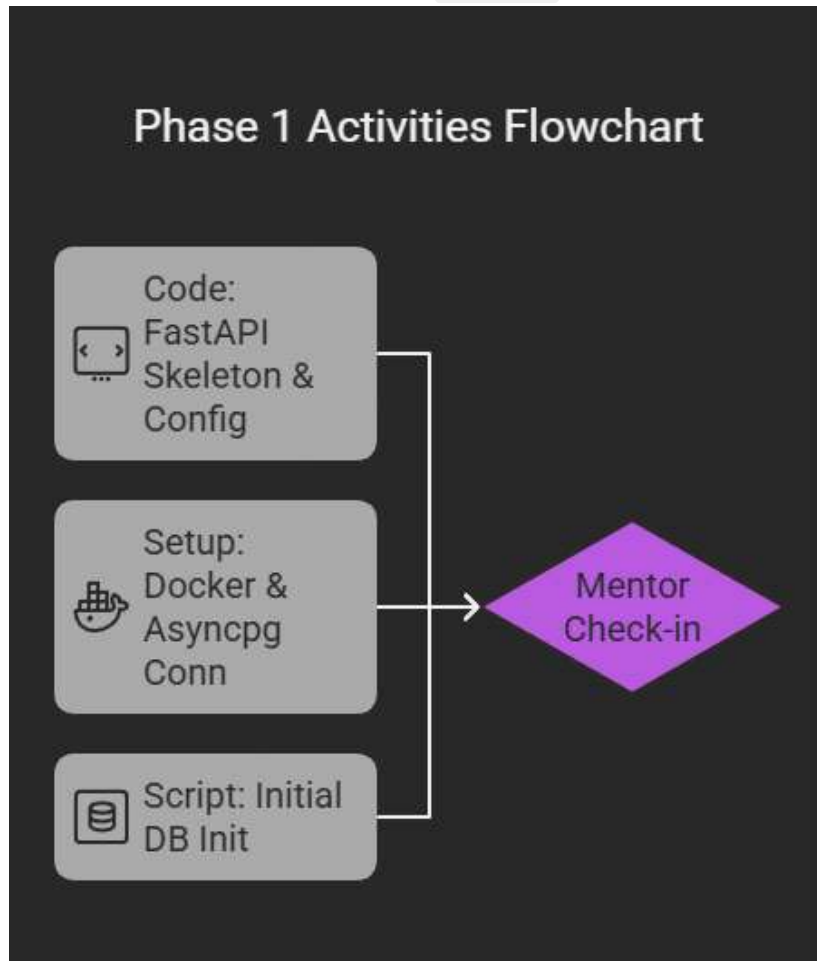 Phase 1 Activities Flowchart
Code:
FastAPI
Skeleton &
Config
Setup:
Docker &
Asyncpg
Conn
Mentor
Check-in
Script: Initial
DB Init